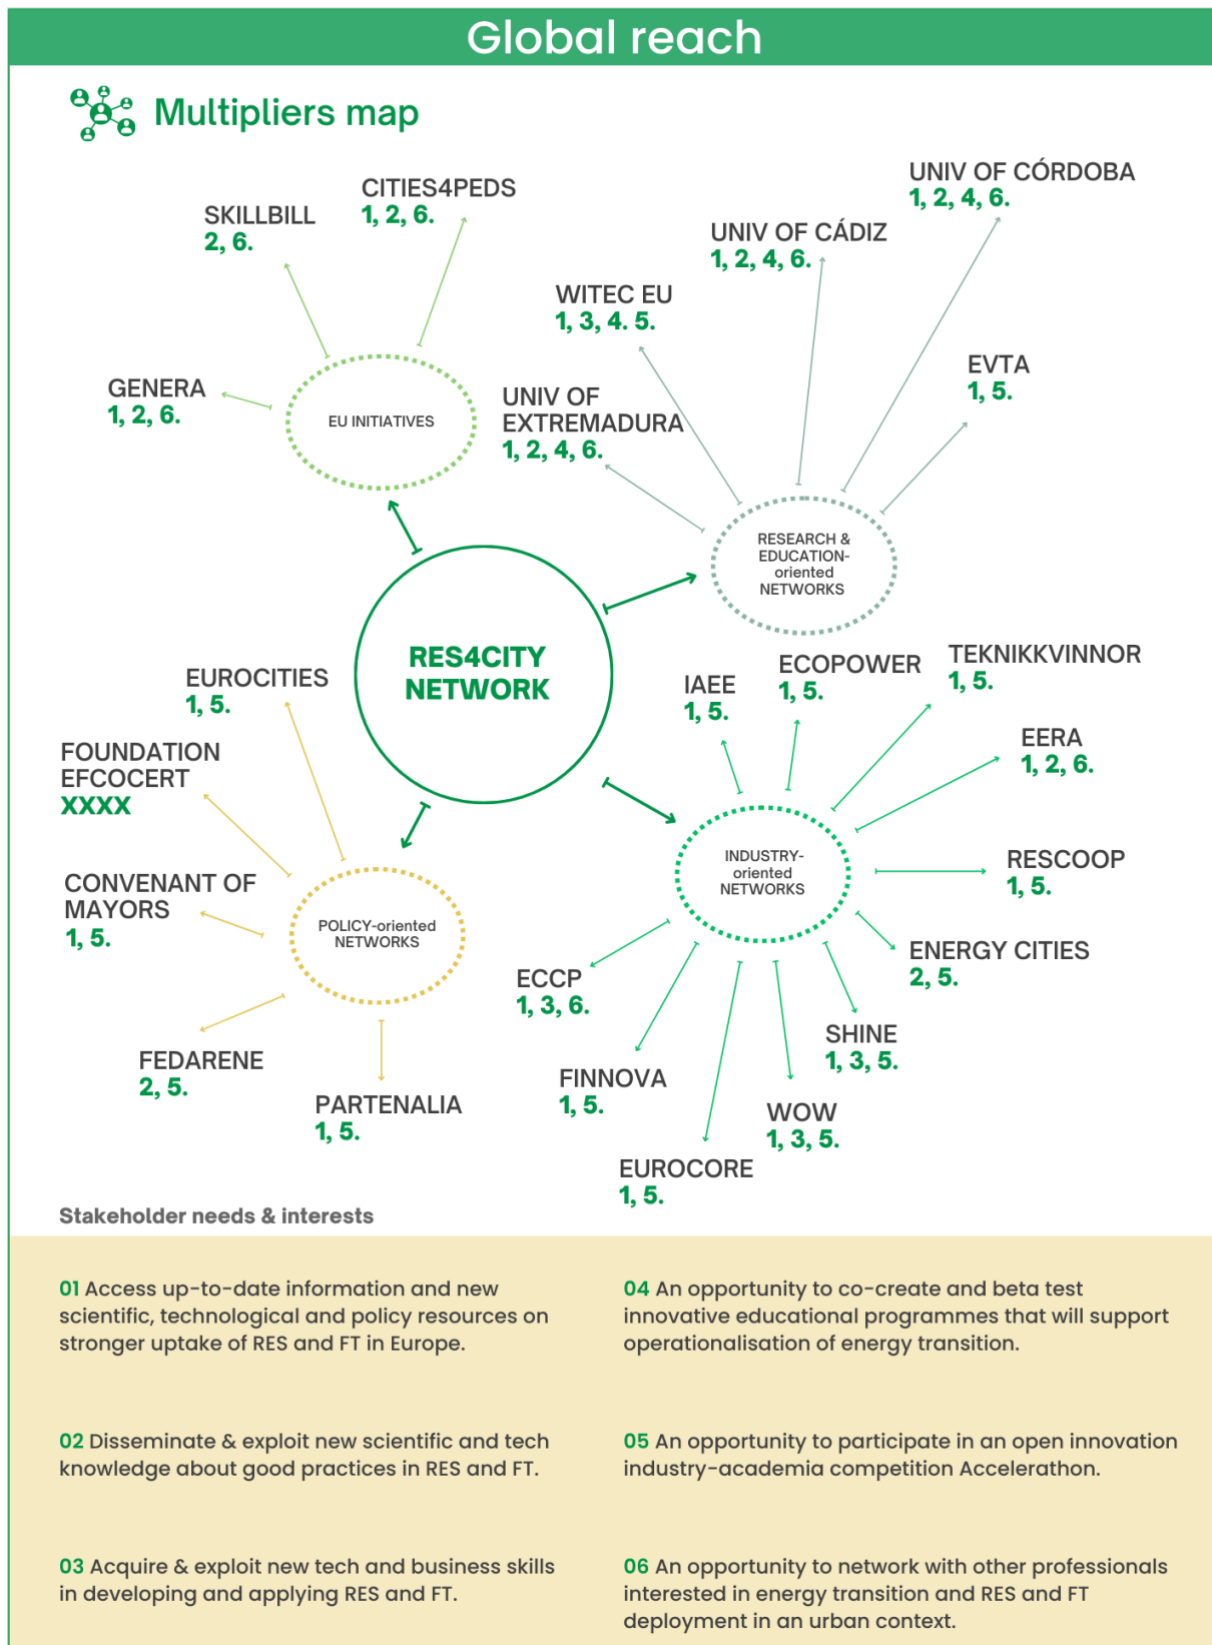 Global reach
Multipliers map
CITIES4PEDS
1, 2, 6.
SKILLBILL
2, 6.
GENERA
1, 2, 6.
EU INITIATIVES
UNIV OF CÓRDOBA
1, 2, 4, 6.
UNIV OF CÁDIZ
1, 2, 4, 6.
WITEC EU
1, 3, 4. 5.
EVTA
1, 5.
UNIV OF
EXTREMADURA
1, 2, 4, 6.
RESEARCH &
EDUCATION-
oriented
NETWORKS
RES4CITY
NETWORK
EUROCITIES
1, 5.
FOUNDATION
EFCOCERT
XXXX
CONVENANT OF
MAYORS
1, 5.
POLICY-oriented
NETWORKS
FEDARENE
2, 5.
PARTENALIA
1, 5.
IAEE
1, 5.
ECOPOWER
1, 5.
TEKNIKKVINNOR
1, 5.
EERA
1, 2, 6.
INDUSTRY-
oriented
NETWORKS
RESCOOP
1, 5.
ENERGY CITIES
2, 5.
ECCP
1, 3, 6.
SHINE
1, 3, 5.
FINNOVA
1, 5.
WOW
1, 3, 5.
EUROCORE
1, 5.
Stakeholder needs & interests
01 Access up-to-date information and new
scientific, technological and policy resources on
stronger uptake of RES and FT in Europe.
02 Disseminate & exploit new scientific and tech
knowledge about good practices in RES and FT.
03 Acquire & exploit new tech and business skills
in developing and applying RES and FT.
04 An opportunity to co-create and beta test
innovative educational programmes that will support
operationalisation of energy transition.
05 An opportunity to participate in an open innovation
industry-academia competition Accelerathon.
06 An opportunity to network with other professionals
interested in energy transition and RES and FT
deployment in an urban context.